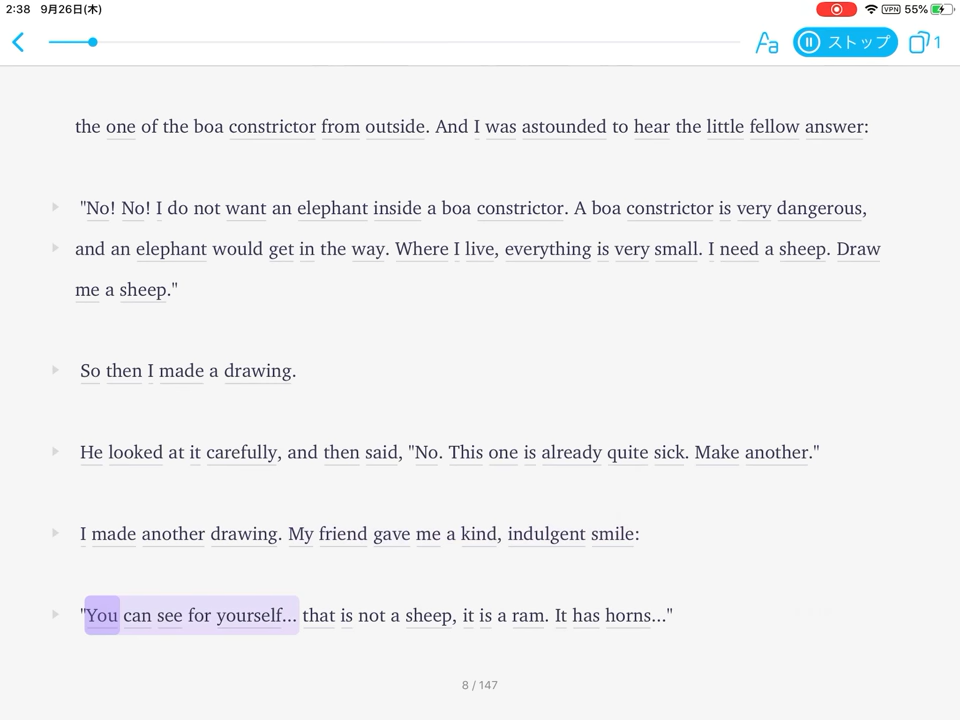 2:38 9月26日(木)
VPN 55%
Aa
ストップ
1
the one of the boa constrictor from outside. And I was astounded to hear the little fellow answer:
"No! No! I do not want an elephant inside a boa constrictor. A boa constrictor is very dangerous,
and an elephant would get in the way. Where I live, everything is very small. I need a sheep. Draw
me a sheep."
So then I made a drawing.
He looked at it carefully, and then said, "No. This one is already quite sick. Make another."
I made another drawing. My friend gave me a kind, indulgent smile:
"You can see for yourself... that is not a sheep, it is a ram. It has horns..."
8 / 147